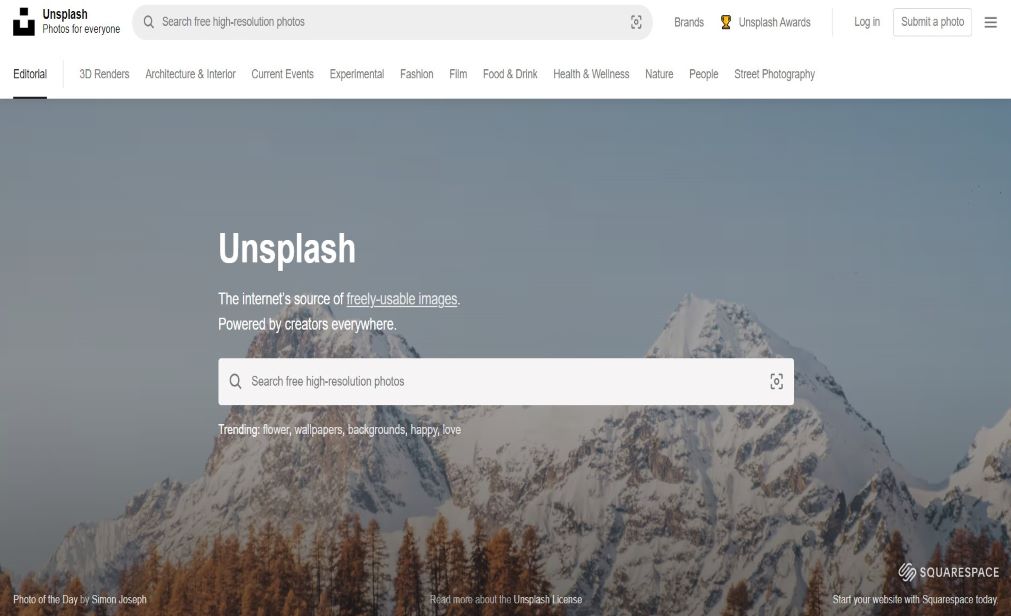 Unsplash
Photos for everyone
Search free high-resolution photos
Brands
Unsplash Awards
Log in
Submit a photo
Editorial
3D Renders
Architecture & Interior
Current Events
Experimental
Fashion
Film
Food & Drink
Health & Wellness
Nature
People
Street Photography
Unsplash
The internet's source of freely-usable images.
Powered by creators everywhere.
Search free high-resolution photos
Trending: flower, wallpapers, backgrounds, happy, love
SQUARESPACE
Photo of the Day by Simon Joseph
Read more about the Unsplash License
Start your website with Squarespace today.